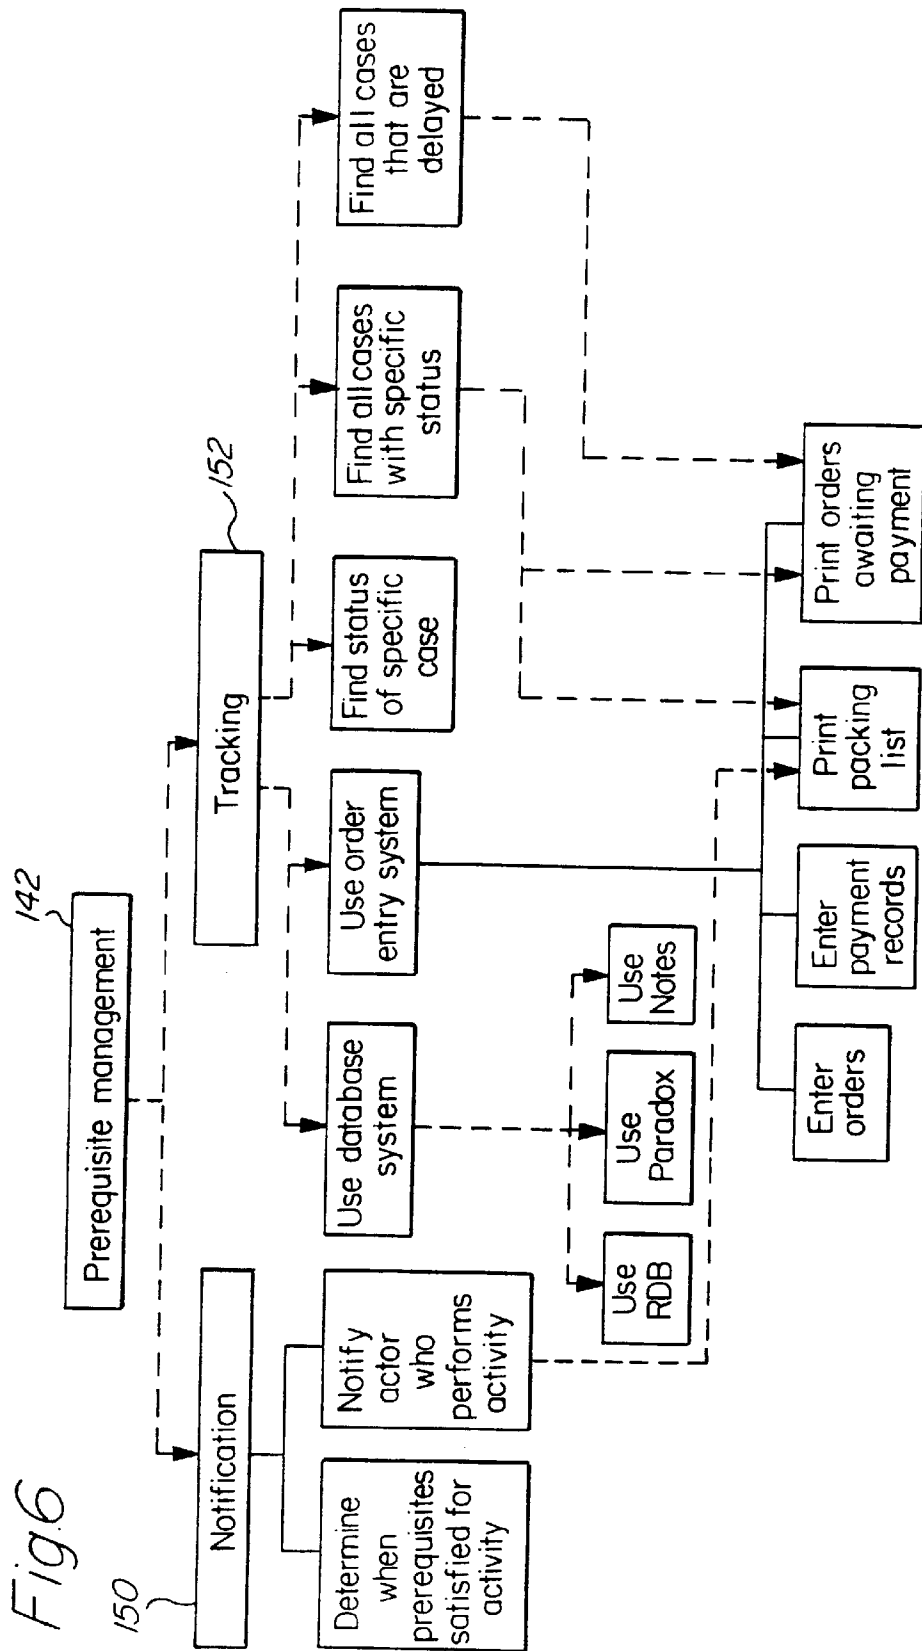 Fig.6
142
Prerequisite management
150
Notification
152
Tracking
Determine
when
prerequisites
satisfied for
activity
Notify
actor
who
performs
activity
Use database
system
Use order
entry system
Find status
of specific
case
Find all cases
with specific
status
Find all cases
that are
delayed
Use
RDB
Use
Paradox
Use
Notes
Enter
orders
Enter
payment
records
Print
packing
list
Print orders
awaiting
payment